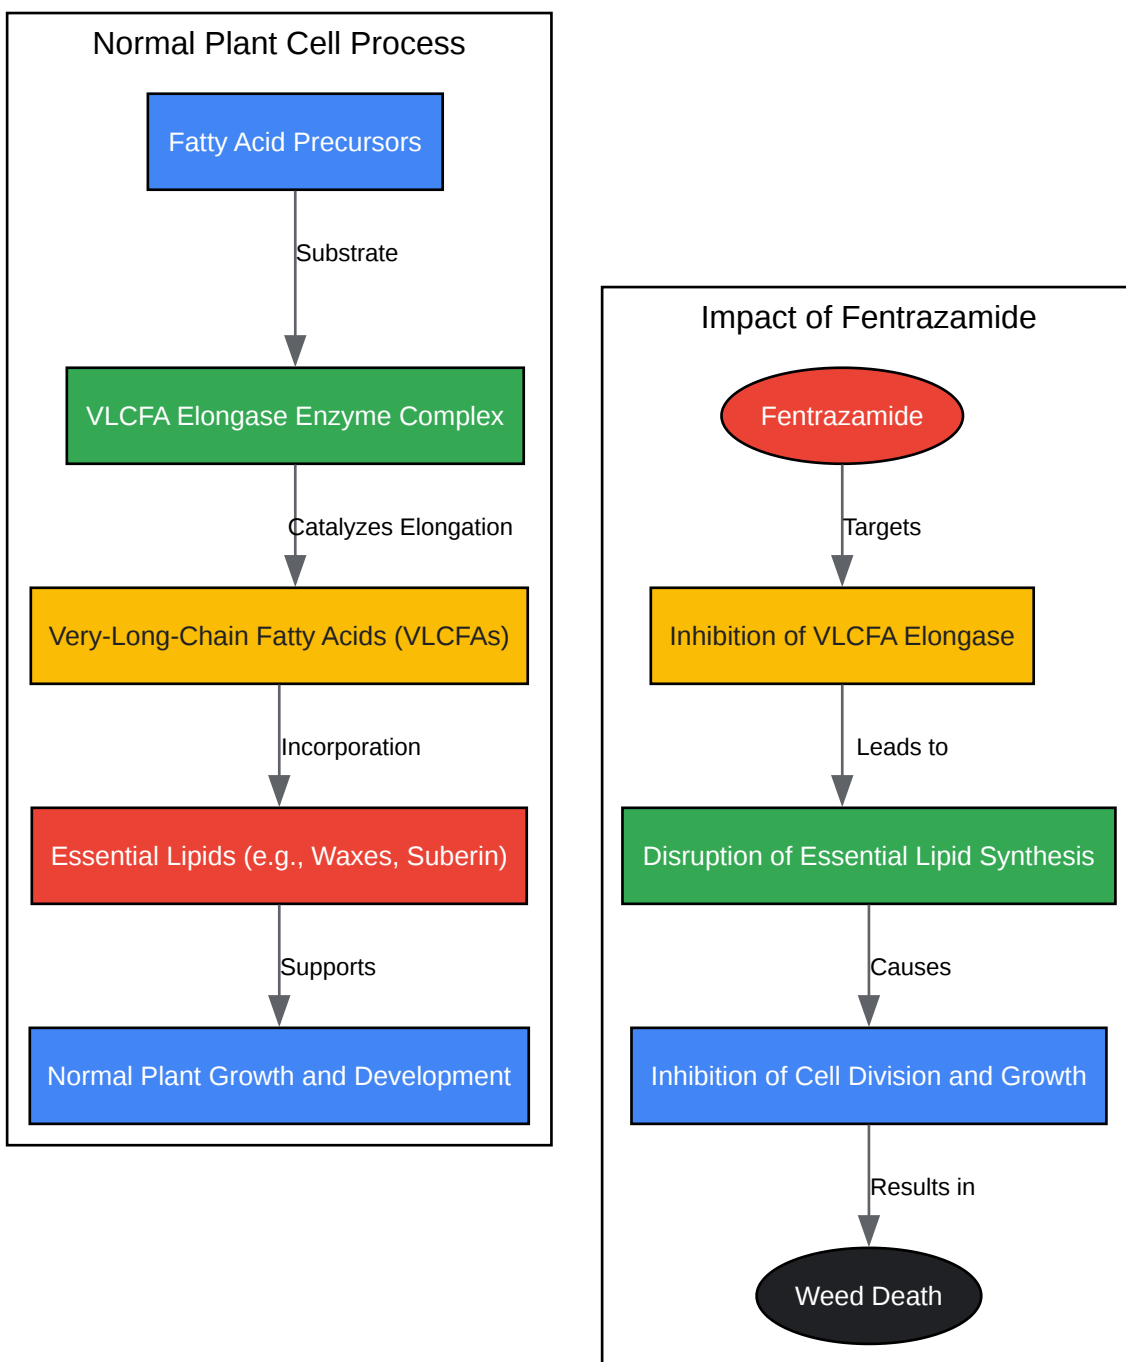 Normal Plant Cell Process
Fatty Acid Precursors
Substrate
VLCFA Elongase Enzyme Complex
Catalyzes Elongation
Very-Long-Chain Fatty Acids (VLCFAs)
Incorporation
Essential Lipids (e.g., Waxes, Suberin)
Supports
Normal Plant Growth and Development
Impact of Fentrazamide
Fentrazamide
Targets
Inhibition of VLCFA Elongase
Leads to
Disruption of Essential Lipid Synthesis
Causes
Inhibition of Cell Division and Growth
Results in
Weed Death